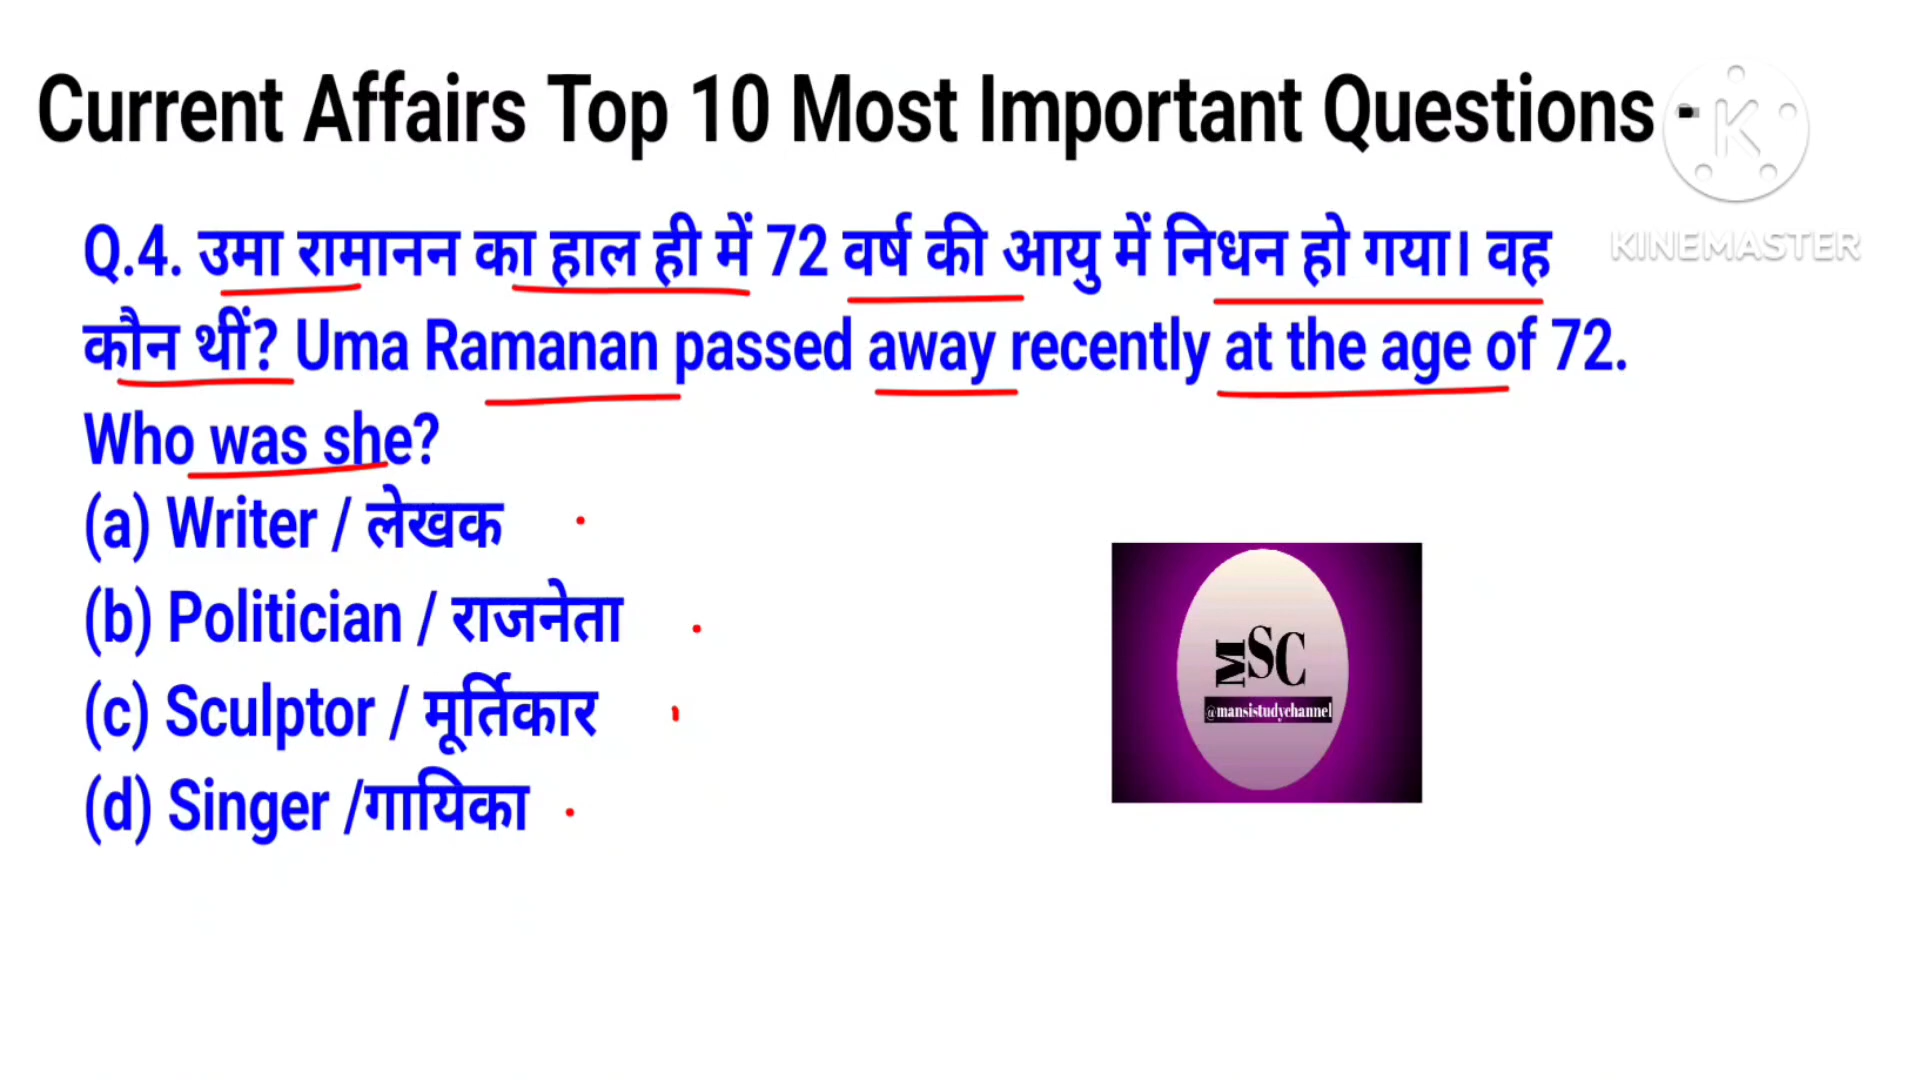 Current Affairs Top 10 Most Important Questions -
KINEMASTER
Q.4. उमा रामानन का हाल ही में 72 वर्ष की आयु में निधन हो गया। वह
कौन थीं? Uma Ramanan passed away recently at the age of 72.
Who was she?
(a) Writer / लेखक
(b) Politician / राजनेता
(c) Sculptor / मूर्तिकार
(d) Singer /गायिका
MSC
@mansistudychannel